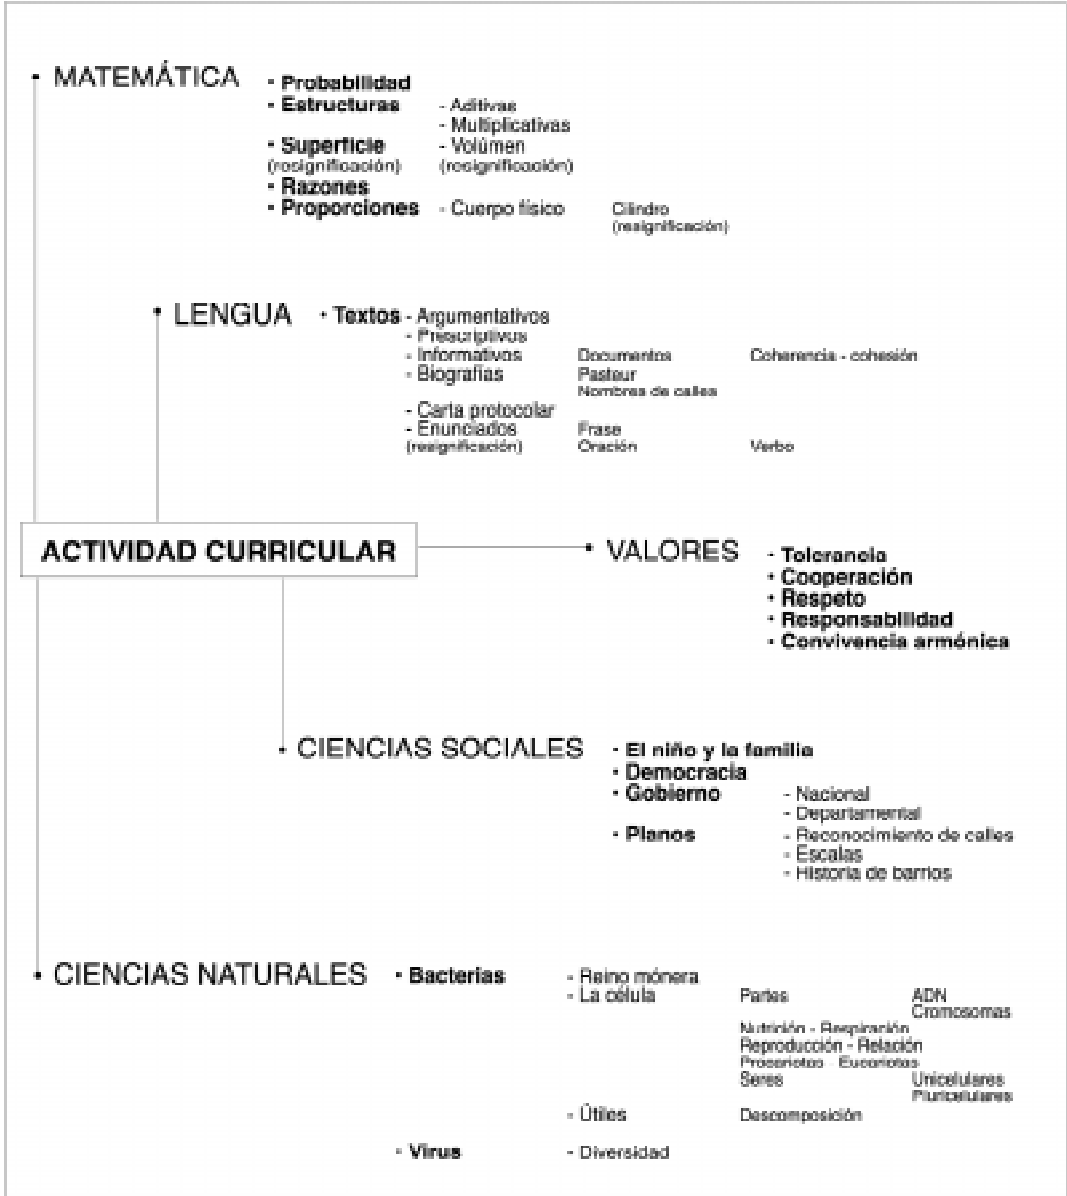 • MATEMÁTICA
• Probabilidad
• Estructuras - Aditivas
- Multiplicativas
• Superficie - Volúmen
(resignificación) (resignificación)
• Razones
• Proporciones - Cuerpo físico Cilindro
(resignificación)
• LENGUA • Textos - Argumentativos
- Prescriptivos
- Informativos Documentos Coherencia - cohesión
- Biografías Pasteur
Nombres de calles
- Carta protocolar
- Enunciados Frase
(resignificación) Oración Verbo
ACTIVIDAD CURRICULAR
• VALORES
• Tolerancia
• Cooperación
• Respeto
• Responsabilidad
• Convivencia armónica
• CIENCIAS SOCIALES • El niño y la familia
• Democracia
• Gobierno - Nacional
- Departamental
• Planos - Reconocimiento de calles
- Escalas
- Historia de barrios
• CIENCIAS NATURALES • Bacterias - Reino mónera
- La célula Partes ADN
Cromosomas
Nutrición - Respiración
Reproducción - Relación
Procariotas - Eucariotas
Seres Unicelulares
Pluricelulares
- Útiles Descomposición
• Virus - Diversidad